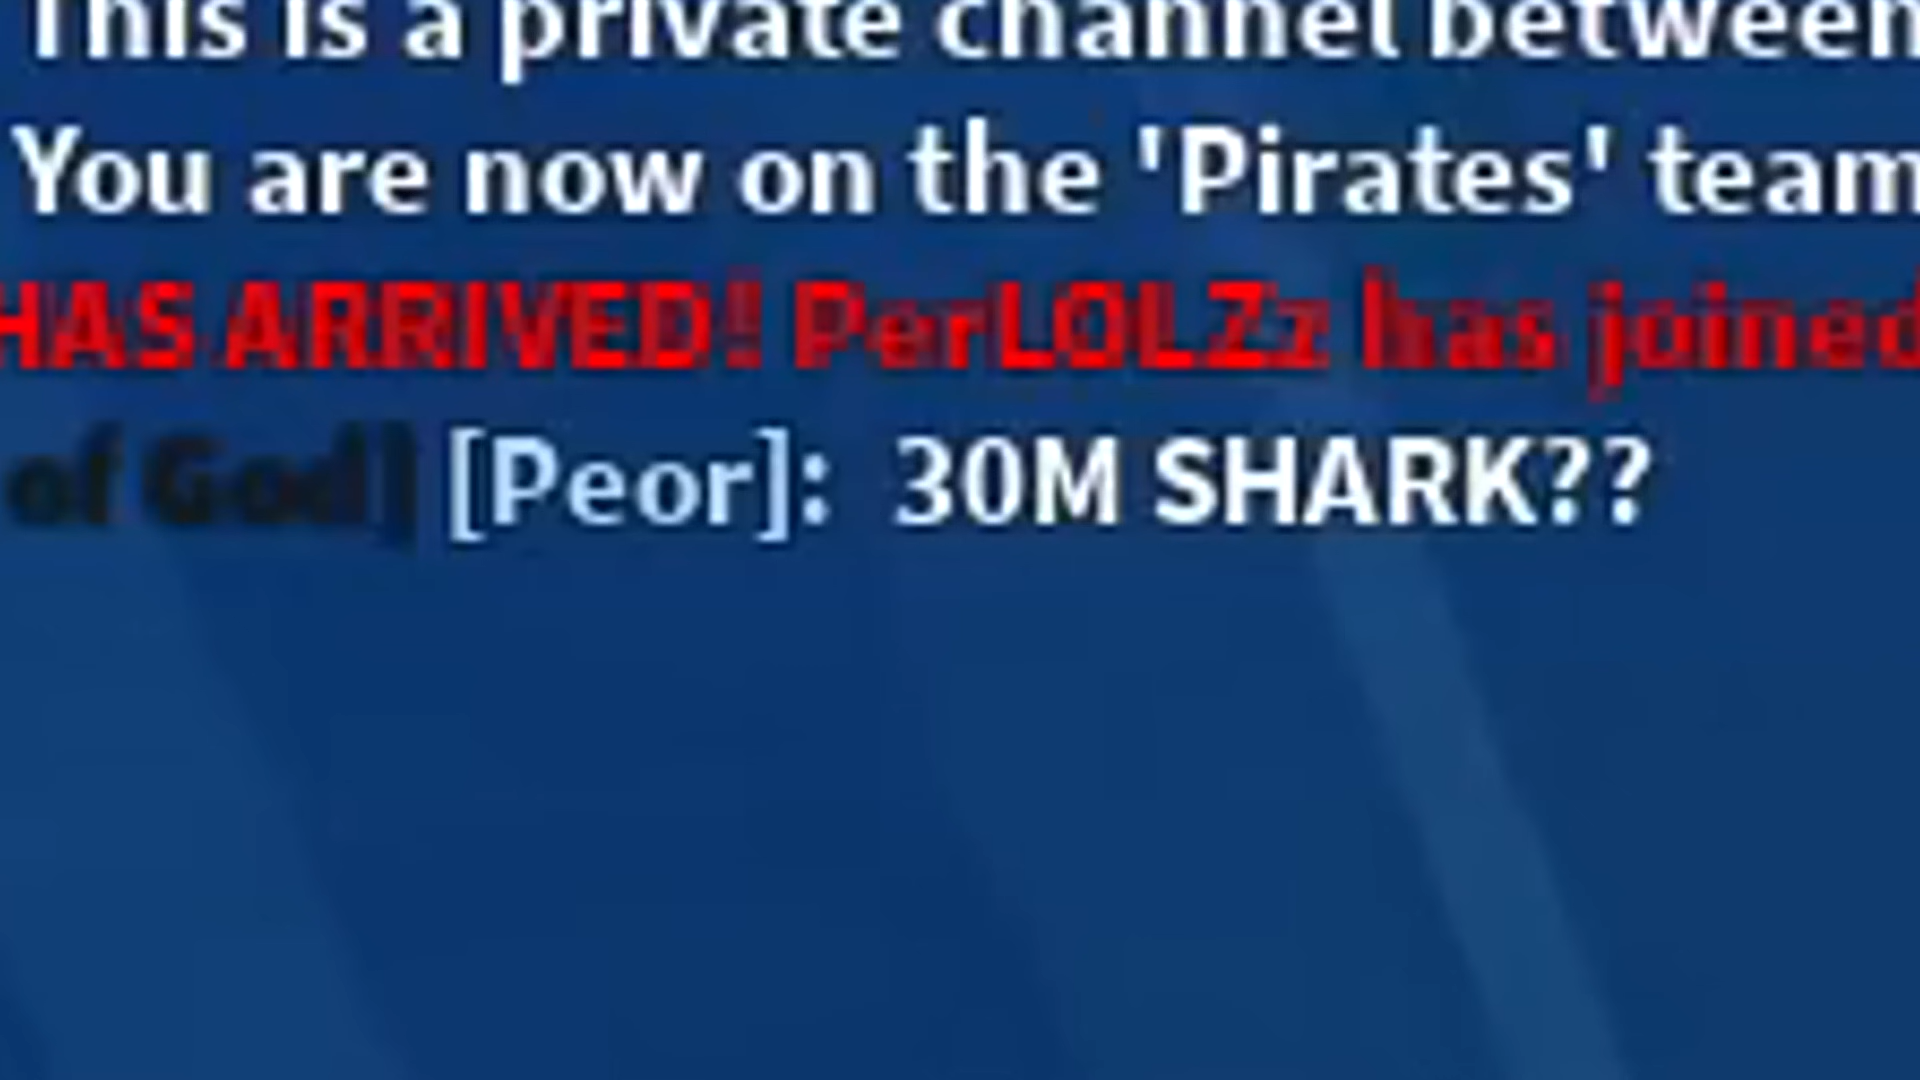 This is a private channel between
You are now on the 'Pirates' team
HAS ARRIVED! PerLOLZz has joined
of God] [Peor]: 30M SHARK??